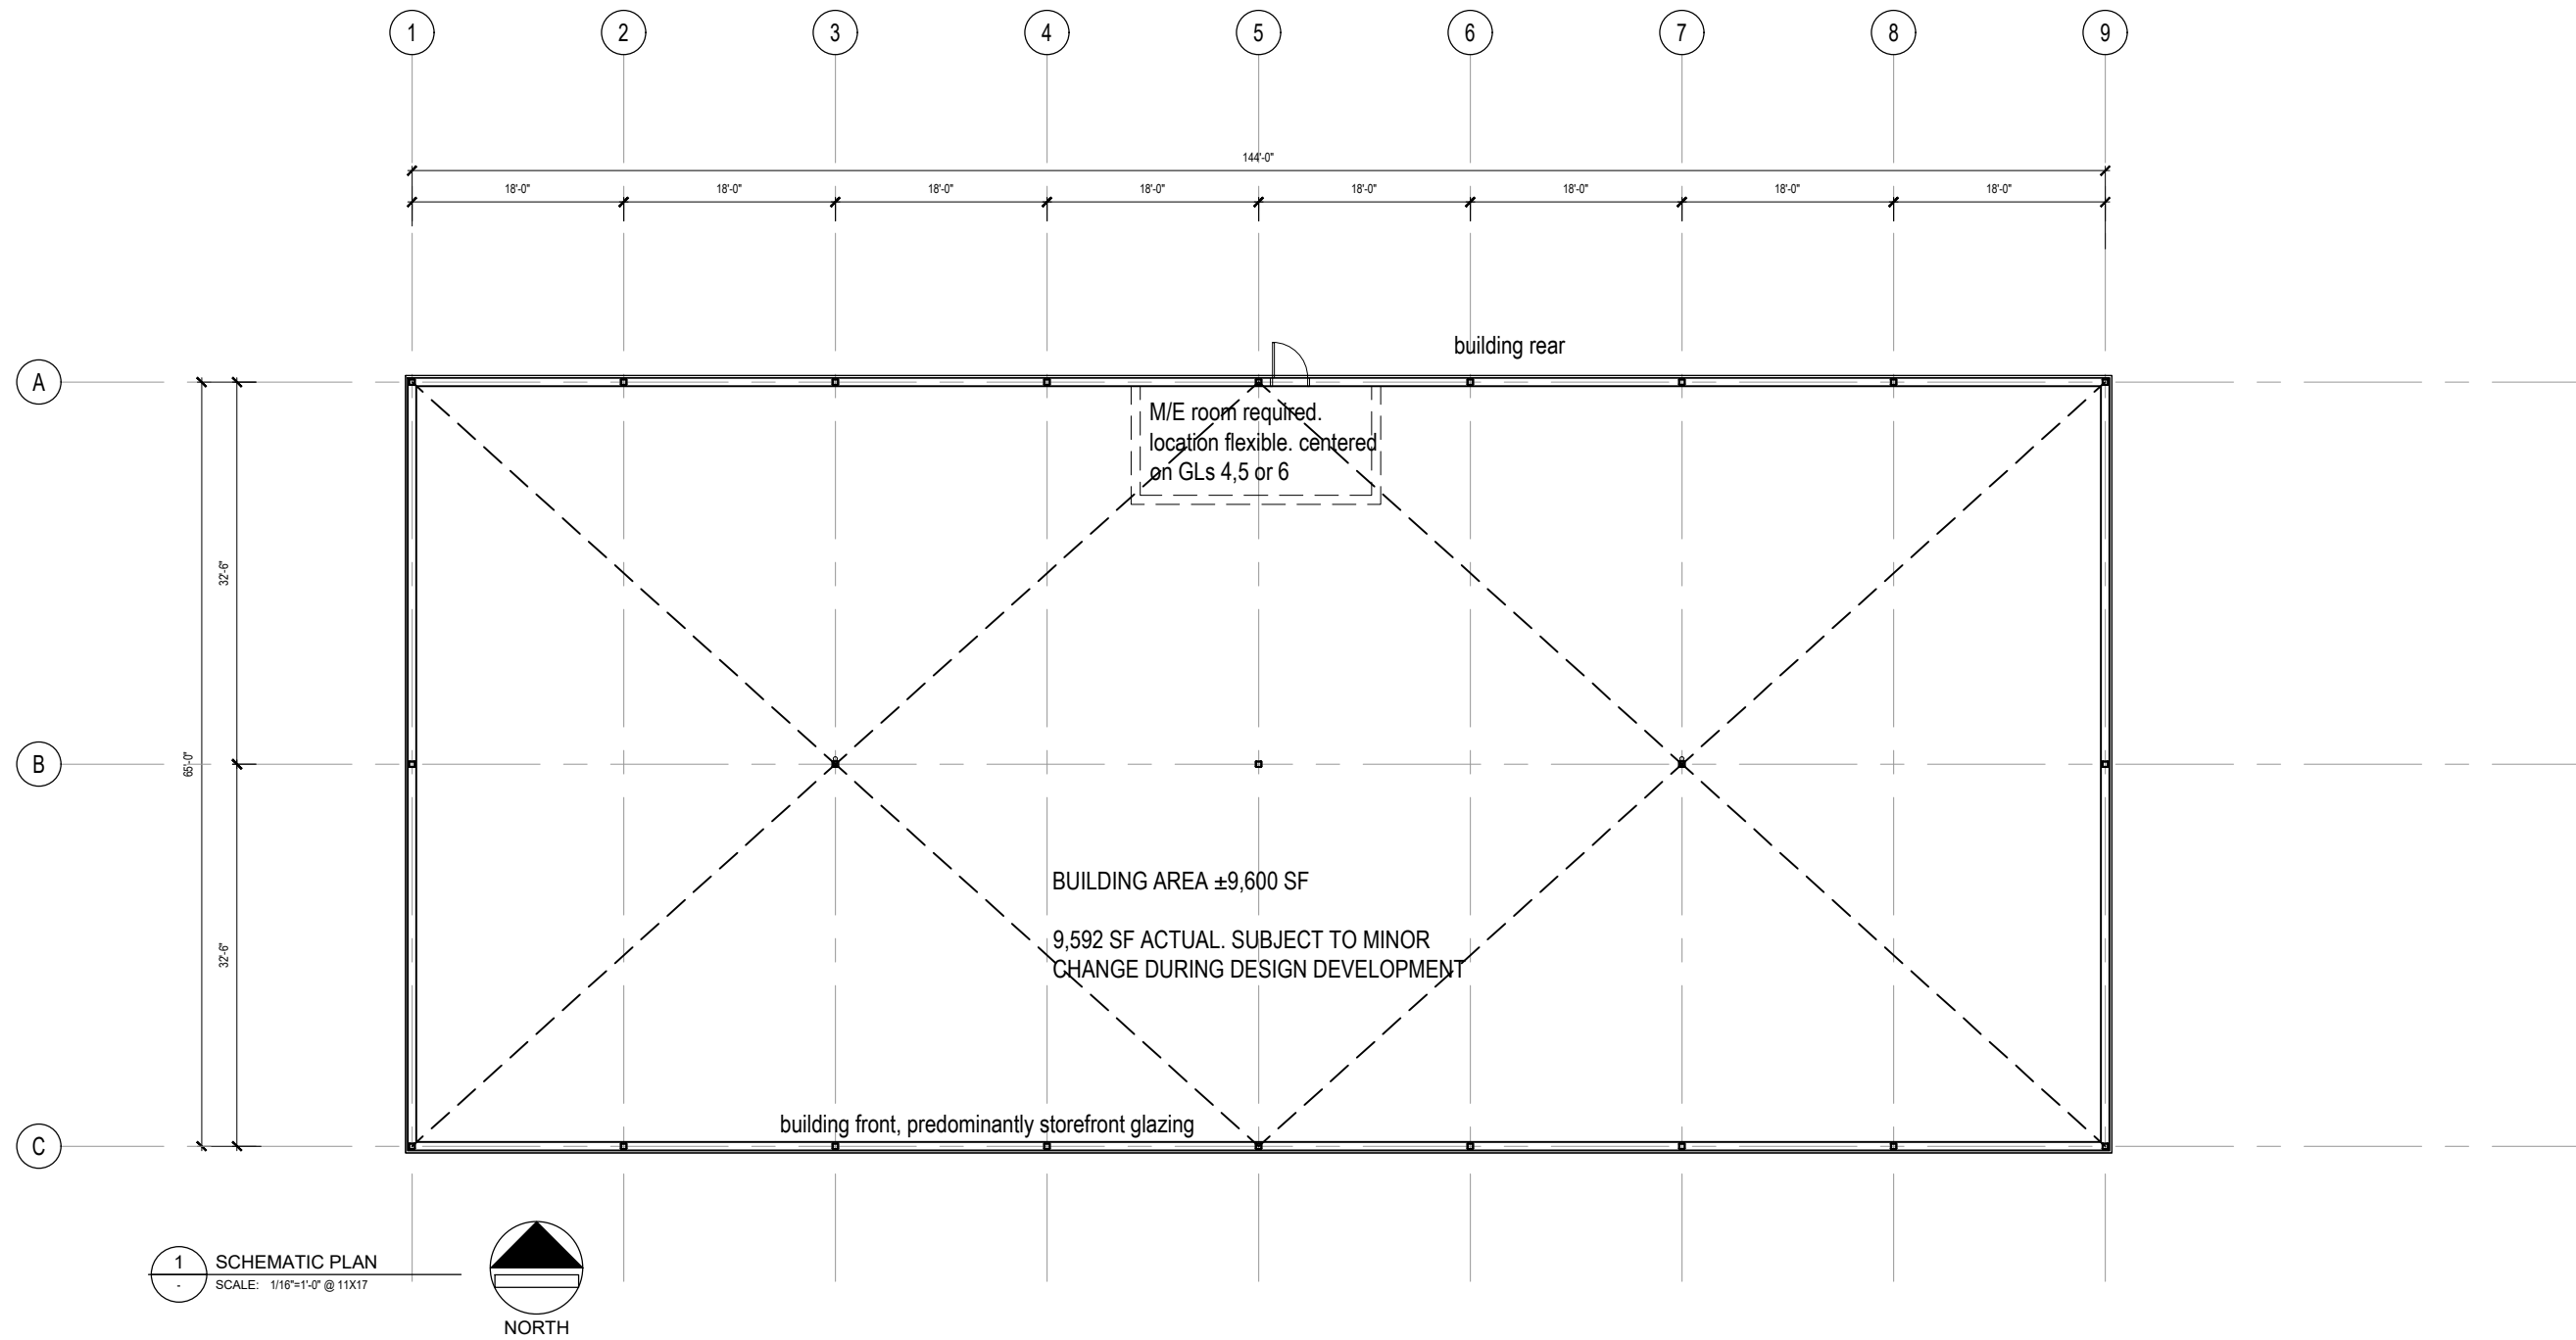 1 2 3 4 5 6 7 8 9
144'-0"
18'-0" 18'-0" 18'-0" 18'-0" 18'-0" 18'-0" 18'-0" 18'-0"
building rear
A
M/E room required.
location flexible. centered
on GLs 4,5 or 6
32'-6"
65'-0"
B
BUILDING AREA ±9,600 SF
9,592 SF ACTUAL. SUBJECT TO MINOR
CHANGE DURING DESIGN DEVELOPMENT
32'-6"
building front, predominantly storefront glazing
C
1
-
SCHEMATIC PLAN
SCALE: 1/16"=1'-0" @ 11X17
NORTH